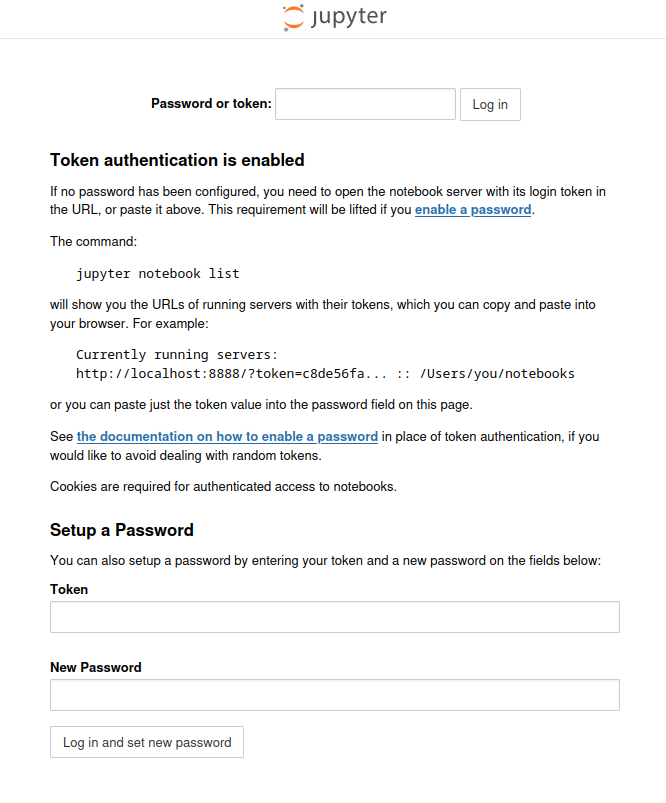 jupyter
Password or token: Log in
Token authentication is enabled
If no password has been configured, you need to open the notebook server with its login token in
the URL, or paste it above. This requirement will be lifted if you enable a password.
The command:
jupyter notebook list
will show you the URLs of running servers with their tokens, which you can copy and paste into
your browser. For example:
Currently running servers:
http://localhost:8888/?token=c8de56fa... :: /Users/you/notebooks
or you can paste just the token value into the password field on this page.
See the documentation on how to enable a password in place of token authentication, if you
would like to avoid dealing with random tokens.
Cookies are required for authenticated access to notebooks.
Setup a Password
You can also setup a password by entering your token and a new password on the fields below:
Token
New Password
Log in and set new password